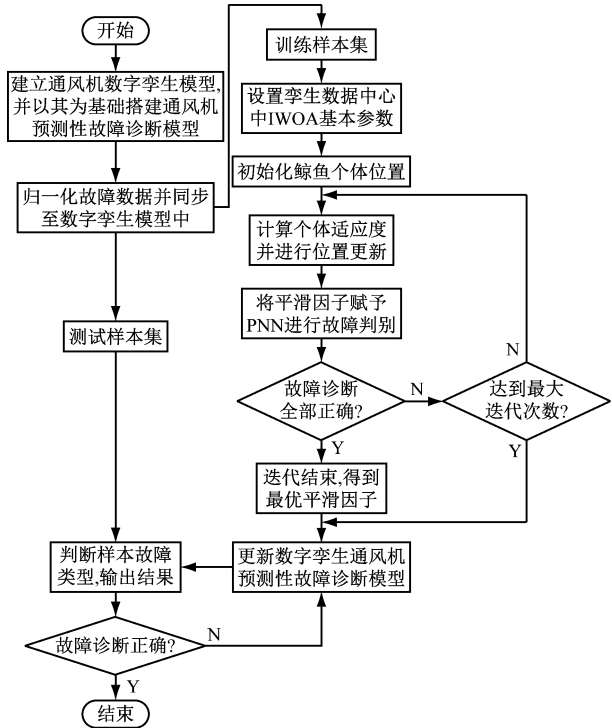 开始
建立通风机数字孪生模型,
并以其为基础搭建通风机
预测性故障诊断模型
归一化故障数据并同步
至数字孪生模型中
测试样本集
训练样本集
设置孪生数据中心
中IWOA基本参数
初始化鲸鱼个体位置
计算个体适应度
并进行位置更新
将平滑因子赋予
PNN进行故障判别
故障诊断
全部正确?
N
达到最大
迭代次数?
N
Y
Y
迭代结束,得到
最优平滑因子
更新数字孪生通风机
预测性故障诊断模型
判断样本故障
类型,输出结果
故障诊断正确?
N
Y
结束